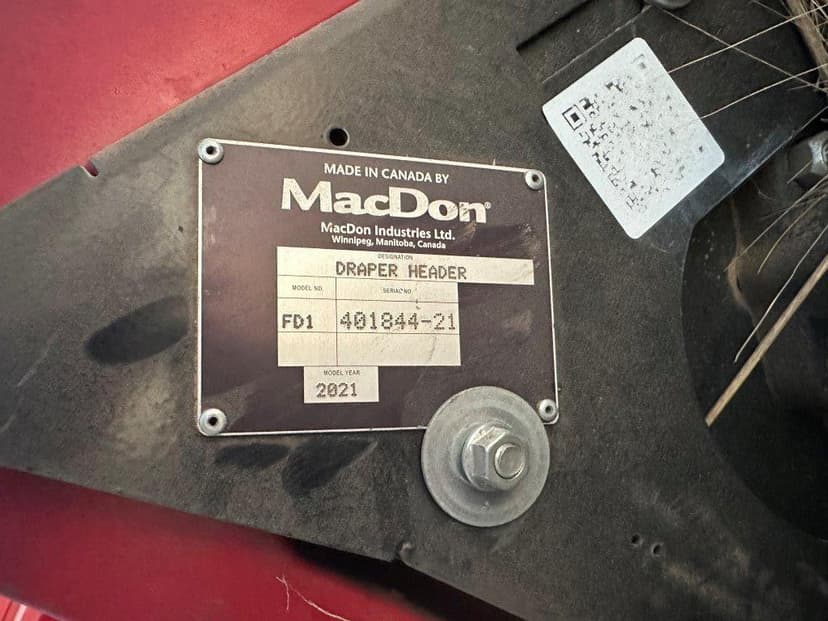 MADE IN CANADA BY
MacDon®
MacDon Industries Ltd.
Winnipeg, Manitoba, Canada
DESIGNATION
DRAPER HEADER
MODEL NO. SERIAL NO.
FD1 401844-21
MODEL YEAR
2021